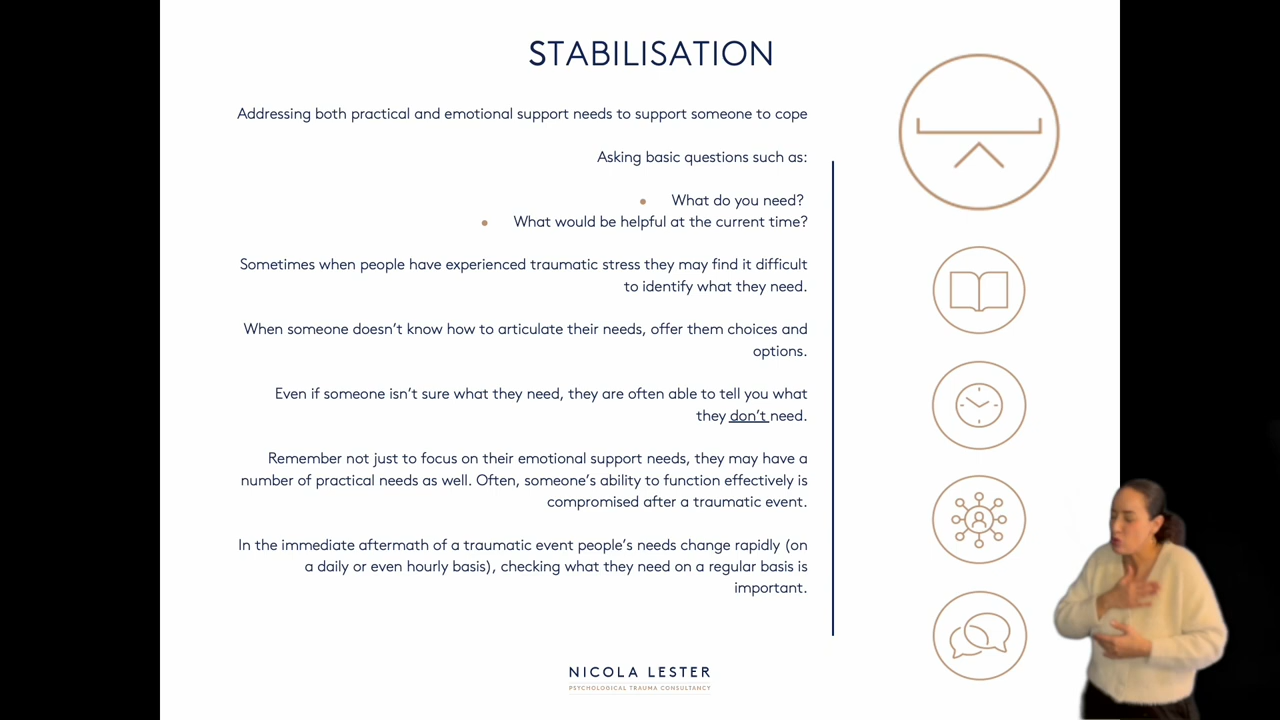 STABILISATION
Addressing both practical and emotional support needs to support someone to cope
Asking basic questions such as:
• What do you need?
• What would be helpful at the current time?
Sometimes when people have experienced traumatic stress they may find it difficult
to identify what they need.
When someone doesn’t know how to articulate their needs, offer them choices and
options.
Even if someone isn’t sure what they need, they are often able to tell you what
they don’t need.
Remember not just to focus on their emotional support needs, they may have a
number of practical needs as well. Often, someone’s ability to function effectively is
compromised after a traumatic event.
In the immediate aftermath of a traumatic event people’s needs change rapidly (on
a daily or even hourly basis), checking what they need on a regular basis is
important.
NICOLA LESTER
PSYCHOLOGICAL TRAUMA CONSULTANCY